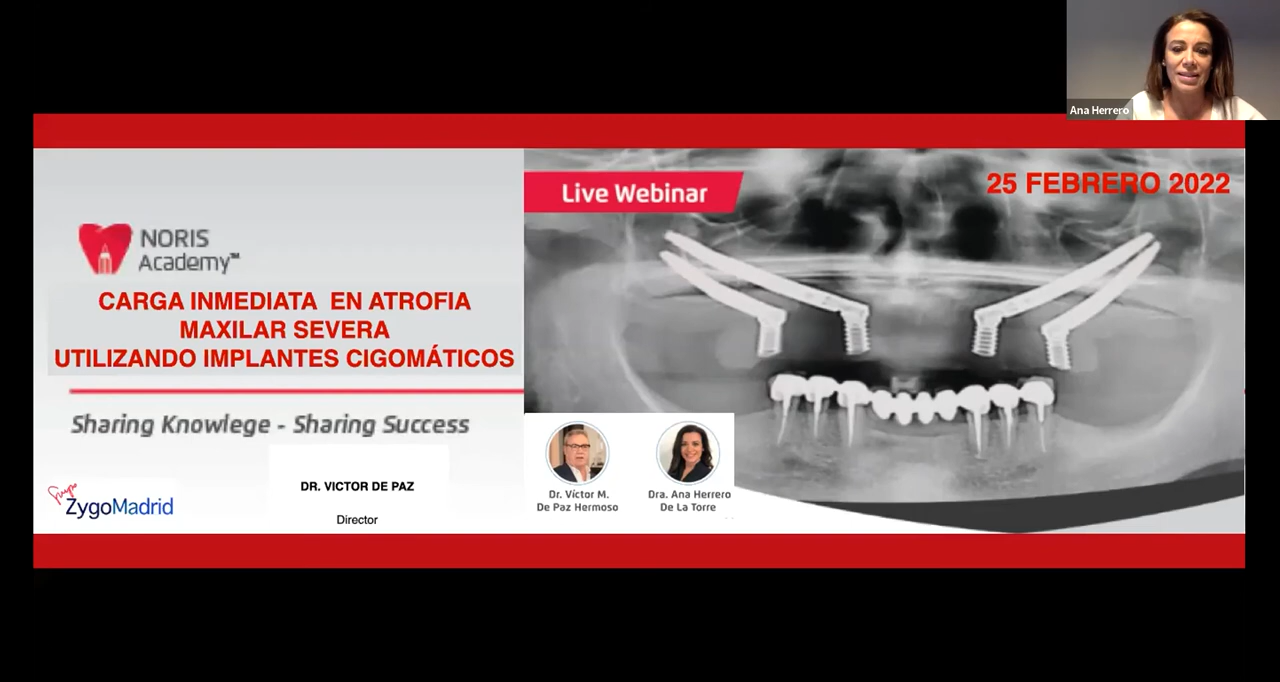 Ana Herrero
Live Webinar
25 FEBRERO 2022
NORIS
Academy™
CARGA INMEDIATA EN ATROFIA
MAXILAR SEVERA
UTILIZANDO IMPLANTES CIGOMÁTICOS
Sharing Knowlege - Sharing Success
Grupo
ZygoMadrid
DR. VICTOR DE PAZ
Director
Dr. Víctor M.
De Paz Hermoso
Dra. Ana Herrero
De La Torre